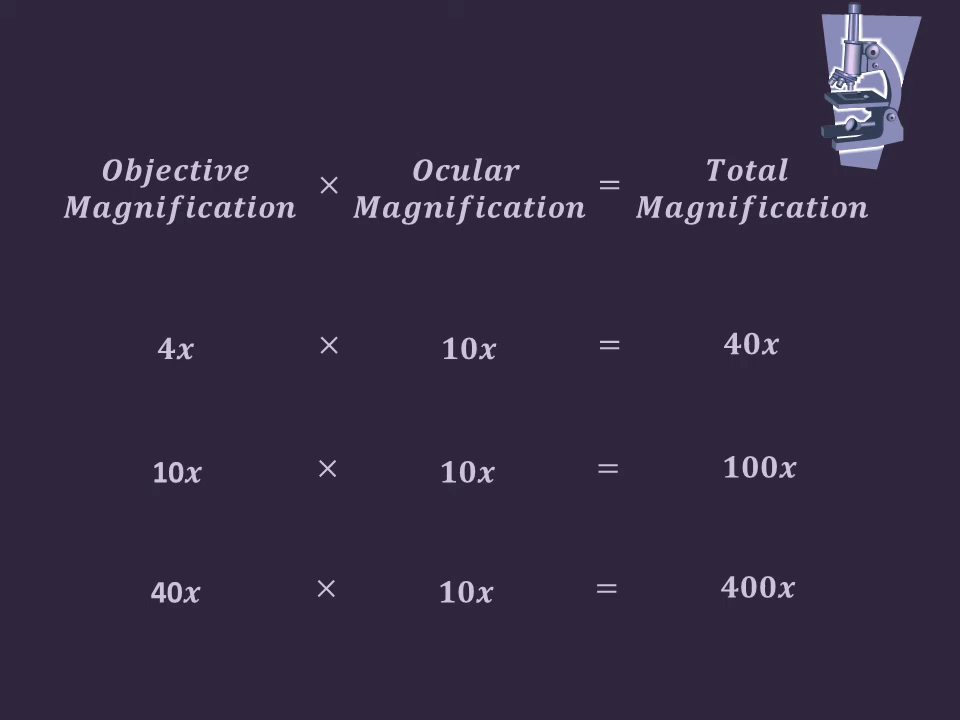 Objective × Ocular = Total
Magnification Magnification Magnification
4x × 10x = 40x
10x × 10x = 100x
40x × 10x = 400x